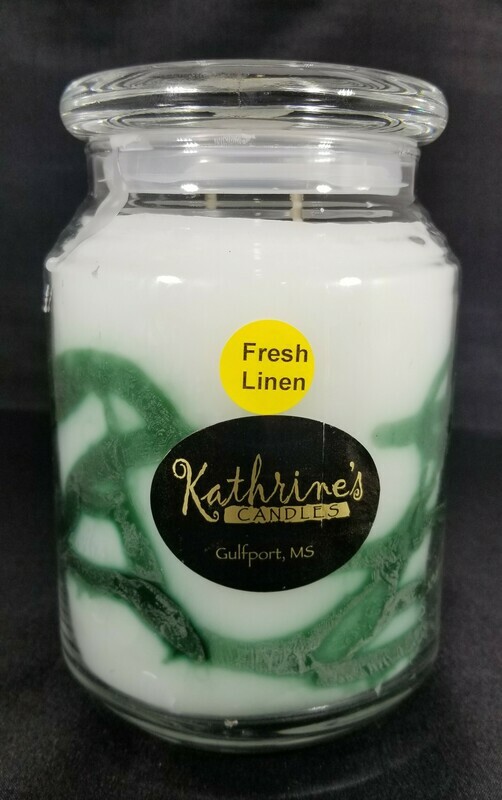 Fresh
Linen
Kathrine's
CANDLES
Gulfport, MS